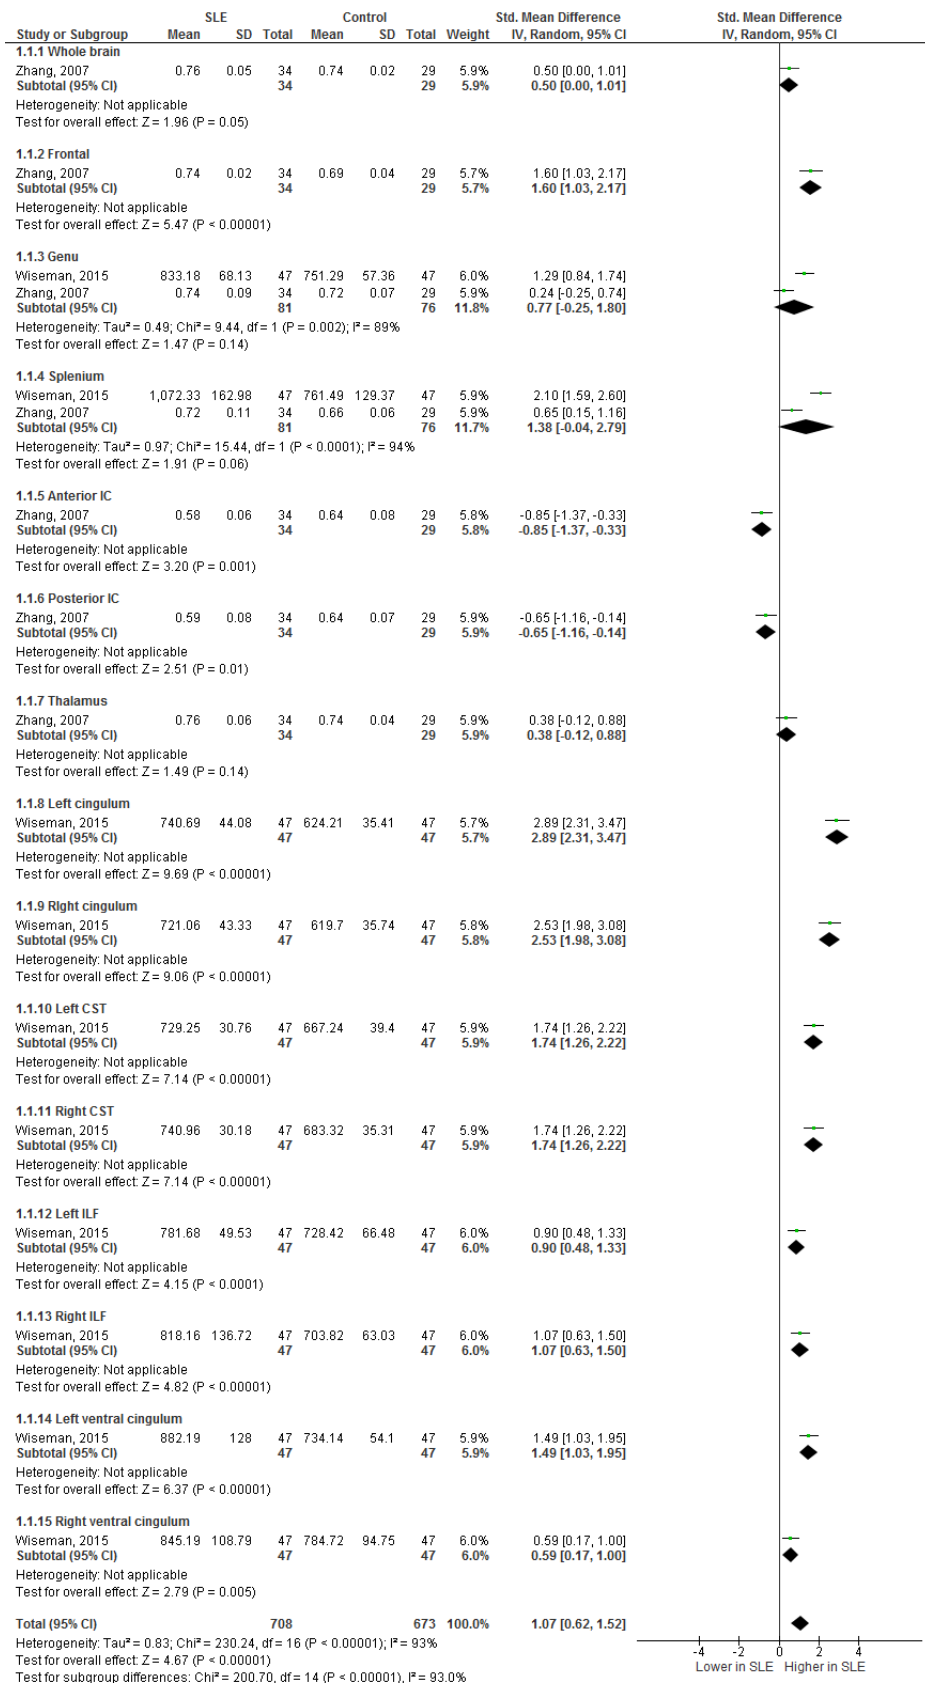 SLE Control Std. Mean Difference Std. Mean Difference
Study or Subgroup Mean SD Total Mean SD Total Weight IV, Random, 95% CI IV, Random, 95% CI
1.1.1 Whole brain
Zhang, 2007 0.76 0.05 34 0.74 0.02 29 5.9% 0.50 [0.00, 1.01]
Subtotal (95% CI) 34 29 5.9% 0.50 [0.00, 1.01]
Heterogeneity: Not applicable
Test for overall effect: Z = 1.96 (P = 0.05)
1.1.2 Frontal
Zhang, 2007 0.74 0.02 34 0.69 0.04 29 5.7% 1.60 [1.03, 2.17]
Subtotal (95% CI) 34 29 5.7% 1.60 [1.03, 2.17]
Heterogeneity: Not applicable
Test for overall effect: Z = 5.47 (P < 0.00001)
1.1.3 Genu
Wiseman, 2015 833.18 68.13 47 751.29 57.36 47 6.0% 1.29 [0.84, 1.74]
Zhang, 2007 0.74 0.09 34 0.72 0.07 29 5.9% 0.24 [-0.25, 0.74]
Subtotal (95% CI) 81 76 11.8% 0.77 [-0.25, 1.80]
Heterogeneity: Tau² = 0.49; Chi² = 9.44, df = 1 (P = 0.002); I² = 89%
Test for overall effect: Z = 1.47 (P = 0.14)
1.1.4 Splenium
Wiseman, 2015 1,072.33 162.98 47 761.49 129.37 47 5.9% 2.10 [1.59, 2.60]
Zhang, 2007 0.72 0.11 34 0.66 0.06 29 5.9% 0.65 [0.15, 1.16]
Subtotal (95% CI) 81 76 11.7% 1.38 [-0.04, 2.79]
Heterogeneity: Tau² = 0.97; Chi² = 15.44, df = 1 (P < 0.0001); I² = 94%
Test for overall effect: Z = 1.91 (P = 0.06)
1.1.5 Anterior IC
Zhang, 2007 0.58 0.06 34 0.64 0.08 29 5.8% -0.85 [-1.37, -0.33]
Subtotal (95% CI) 34 29 5.8% -0.85 [-1.37, -0.33]
Heterogeneity: Not applicable
Test for overall effect: Z = 3.20 (P = 0.001)
1.1.6 Posterior IC
Zhang, 2007 0.59 0.08 34 0.64 0.07 29 5.9% -0.65 [-1.16, -0.14]
Subtotal (95% CI) 34 29 5.9% -0.65 [-1.16, -0.14]
Heterogeneity: Not applicable
Test for overall effect: Z = 2.51 (P = 0.01)
1.1.7 Thalamus
Zhang, 2007 0.76 0.06 34 0.74 0.04 29 5.9% 0.38 [-0.12, 0.88]
Subtotal (95% CI) 34 29 5.9% 0.38 [-0.12, 0.88]
Heterogeneity: Not applicable
Test for overall effect: Z = 1.49 (P = 0.14)
1.1.8 Left cingulum
Wiseman, 2015 740.69 44.08 47 624.21 35.41 47 5.7% 2.89 [2.31, 3.47]
Subtotal (95% CI) 47 47 5.7% 2.89 [2.31, 3.47]
Heterogeneity: Not applicable
Test for overall effect: Z = 9.69 (P < 0.00001)
1.1.9 RIght cingulum
Wiseman, 2015 721.06 43.33 47 619.7 35.74 47 5.8% 2.53 [1.98, 3.08]
Subtotal (95% CI) 47 47 5.8% 2.53 [1.98, 3.08]
Heterogeneity: Not applicable
Test for overall effect: Z = 9.06 (P < 0.00001)
1.1.10 Left CST
Wiseman, 2015 729.25 30.76 47 667.24 39.4 47 5.9% 1.74 [1.26, 2.22]
Subtotal (95% CI) 47 47 5.9% 1.74 [1.26, 2.22]
Heterogeneity: Not applicable
Test for overall effect: Z = 7.14 (P < 0.00001)
1.1.11 Right CST
Wiseman, 2015 740.96 30.18 47 683.32 35.31 47 5.9% 1.74 [1.26, 2.22]
Subtotal (95% CI) 47 47 5.9% 1.74 [1.26, 2.22]
Heterogeneity: Not applicable
Test for overall effect: Z = 7.14 (P < 0.00001)
1.1.12 Left ILF
Wiseman, 2015 781.68 49.53 47 728.42 66.48 47 6.0% 0.90 [0.48, 1.33]
Subtotal (95% CI) 47 47 6.0% 0.90 [0.48, 1.33]
Heterogeneity: Not applicable
Test for overall effect: Z = 4.15 (P < 0.0001)
1.1.13 Right ILF
Wiseman, 2015 818.16 136.72 47 703.82 63.03 47 6.0% 1.07 [0.63, 1.50]
Subtotal (95% CI) 47 47 6.0% 1.07 [0.63, 1.50]
Heterogeneity: Not applicable
Test for overall effect: Z = 4.82 (P < 0.00001)
1.1.14 Left ventral cingulum
Wiseman, 2015 882.19 128 47 734.14 54.1 47 5.9% 1.49 [1.03, 1.95]
Subtotal (95% CI) 47 47 5.9% 1.49 [1.03, 1.95]
Heterogeneity: Not applicable
Test for overall effect: Z = 6.37 (P < 0.00001)
1.1.15 Right ventral cingulum
Wiseman, 2015 845.19 108.79 47 784.72 94.75 47 6.0% 0.59 [0.17, 1.00]
Subtotal (95% CI) 47 47 6.0% 0.59 [0.17, 1.00]
Heterogeneity: Not applicable
Test for overall effect: Z = 2.79 (P = 0.005)
Total (95% CI) 708 673 100.0% 1.07 [0.62, 1.52]
Heterogeneity: Tau² = 0.83; Chi² = 230.24, df = 16 (P < 0.00001); I² = 93%
Test for overall effect: Z = 4.67 (P < 0.00001)
Test for subgroup differences: Chi² = 200.70, df = 14 (P < 0.00001), I² = 93.0%
-4 -2 0 2 4
Lower in SLE Higher in SLE